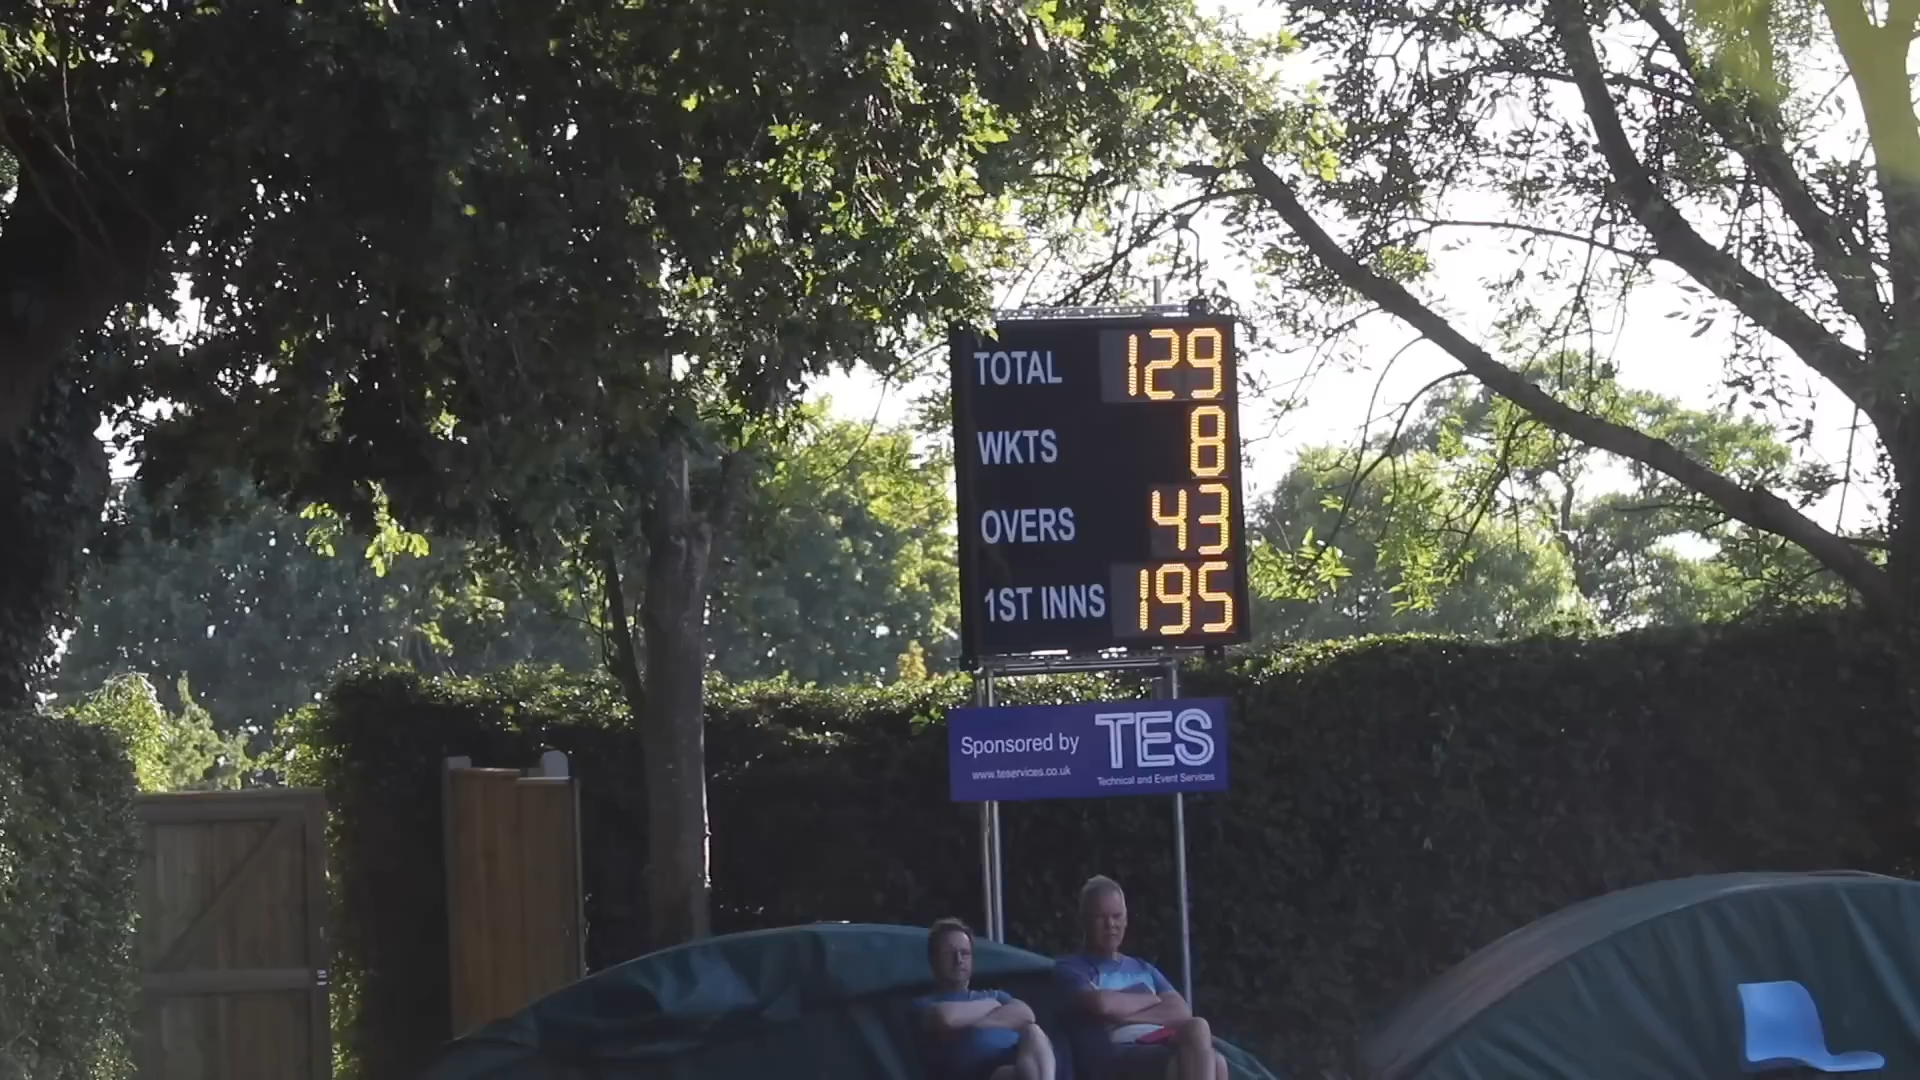 TOTAL 129
WKTS 8
OVERS 43
1ST INNS 195
Sponsored by TES
www.teservices.co.uk Technical and Event Services